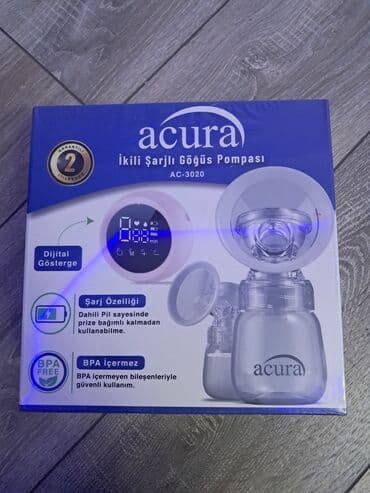 acura
İkili Şarjlı Göğüs Pompası
AC-3020
2
Dijital
Gösterge
Şarj Özelliği
Dahili Pil sayesinde
prize bağımlı kalmadan
kullanabilme.
BPA
FREE
BPA İçermez
BPA içermeyen bileşenleriyle
güvenli kullanım.
acura